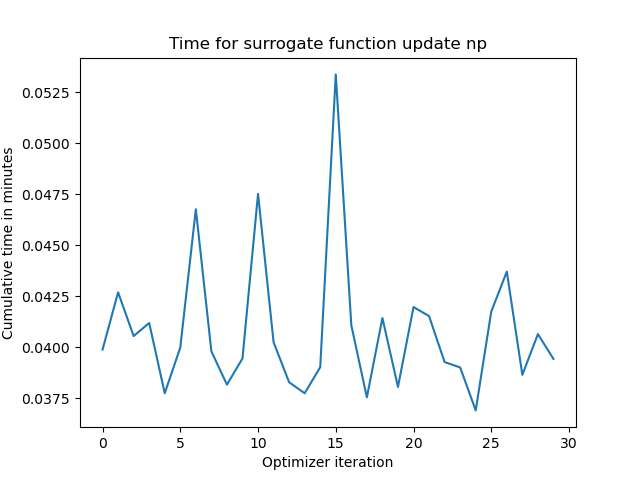 Time for surrogate function update np
Cumulative time in minutes
0.0525
0.0500
0.0475
0.0450
0.0425
0.0400
0.0375
0 5 10 15 20 25 30
Optimizer iteration